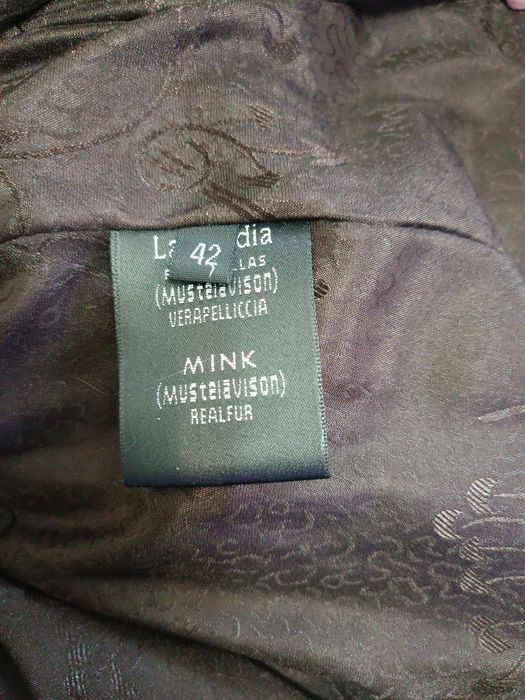 42
(Mustelavison)
VERAPELLICCIA
MINK
(Mustelavison)
REALFUR